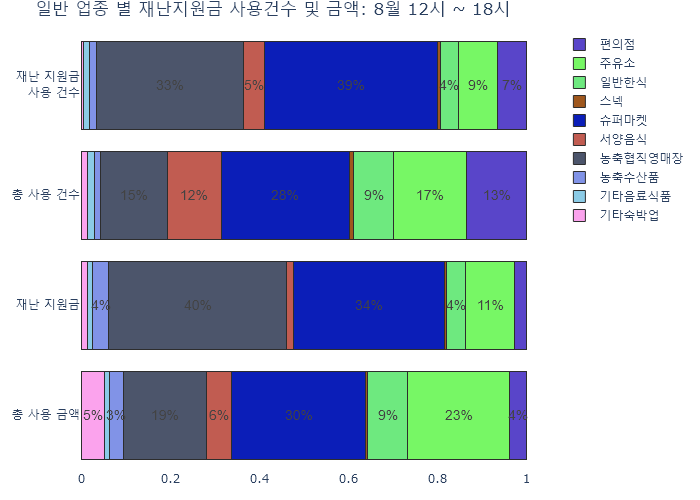 일반 업종 별 재난지원금 사용건수 및 금액: 8월 12시 ~ 18시
재난 지원금
사용 건수
33% 5% 39% 4% 9% 7%
총 사용 건수
15% 12% 28% 9% 17% 13%
재난 지원금
4% 40% 34% 4% 11%
총 사용 금액
5% 3% 19% 6% 30% 9% 23% 4%
0 0.2 0.4 0.6 0.8 1
편의점
주유소
일반한식
스넥
슈퍼마켓
서양음식
농축협직영매장
농축수산품
기타음료식품
기타숙박업